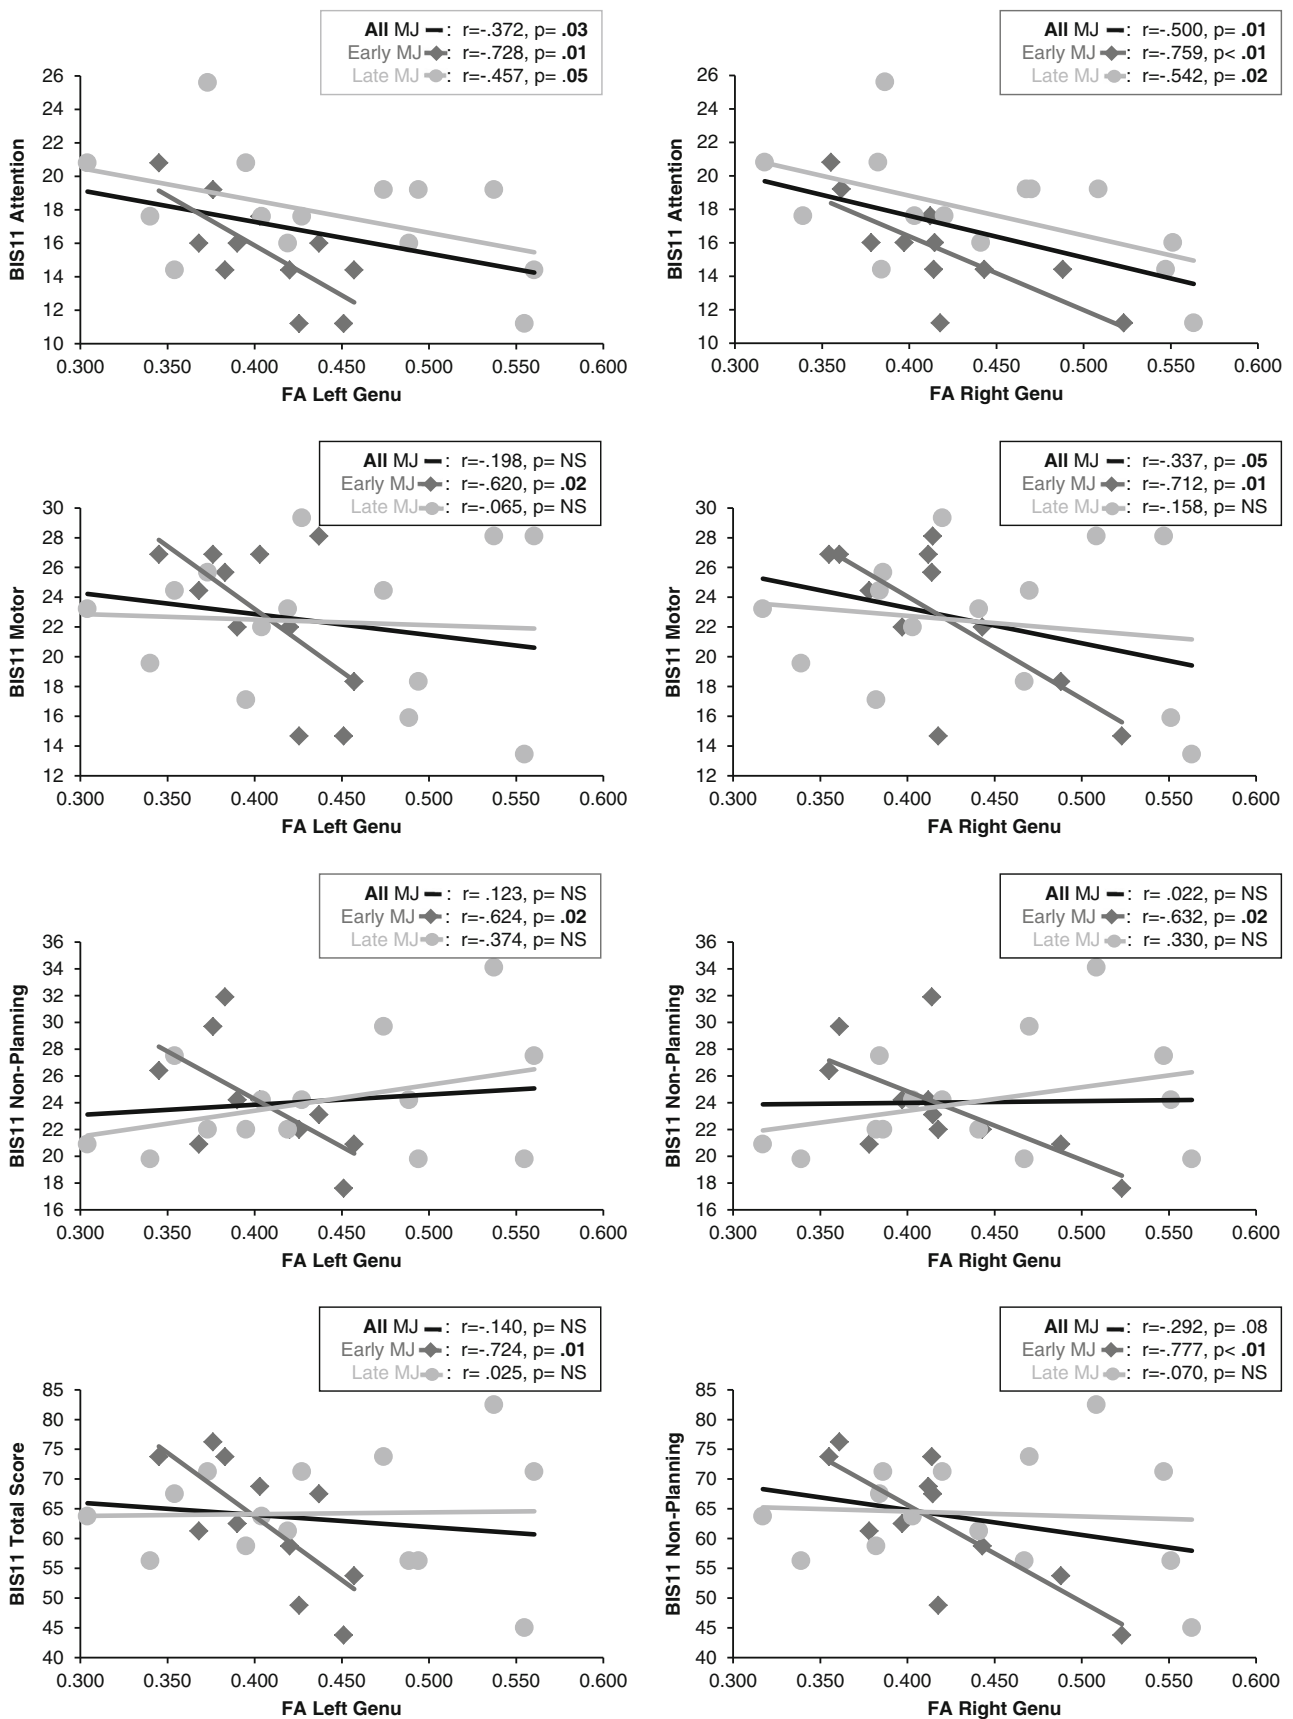 All MJ : r=-.372, p= .03
Early MJ : r=-.728, p= .01
Late MJ : r=-.457, p= .05
26
24
22
20
18
16
14
12
10
BIS11 Attention
0.300 0.350 0.400 0.450 0.500 0.550 0.600
FA Left Genu
All MJ : r=-.500, p= .01
Early MJ : r=-.759, p< .01
Late MJ : r=-.542, p= .02
26
24
22
20
18
16
14
12
10
BIS11 Attention
0.300 0.350 0.400 0.450 0.500 0.550 0.600
FA Right Genu
All MJ : r=-.198, p= NS
Early MJ : r=-.620, p= .02
Late MJ : r=-.065, p= NS
30
28
26
24
22
20
18
16
14
12
BIS11 Motor
0.300 0.350 0.400 0.450 0.500 0.550 0.600
FA Left Genu
All MJ : r=-.337, p= .05
Early MJ : r=-.712, p= .01
Late MJ : r=-.158, p= NS
30
28
26
24
22
20
18
16
14
12
BIS11 Motor
0.300 0.350 0.400 0.450 0.500 0.550 0.600
FA Right Genu
All MJ : r= .123, p= NS
Early MJ : r=-.624, p= .02
Late MJ : r=-.374, p= NS
36
34
32
30
28
26
24
22
20
18
16
BIS11 Non-Planning
0.300 0.350 0.400 0.450 0.500 0.550 0.600
FA Left Genu
All MJ : r= .022, p= NS
Early MJ : r=-.632, p= .02
Late MJ : r= .330, p= NS
36
34
32
30
28
26
24
22
20
18
16
BIS11 Non-Planning
0.300 0.350 0.400 0.450 0.500 0.550 0.600
FA Right Genu
All MJ : r=-.140, p= NS
Early MJ : r=-.724, p= .01
Late MJ : r= .025, p= NS
85
80
75
70
65
60
55
50
45
40
BIS11 Total Score
0.300 0.350 0.400 0.450 0.500 0.550 0.600
FA Left Genu
All MJ : r=-.292, p= .08
Early MJ : r=-.777, p< .01
Late MJ : r=-.070, p= NS
85
80
75
70
65
60
55
50
45
40
BIS11 Non-Planning
0.300 0.350 0.400 0.450 0.500 0.550 0.600
FA Right Genu